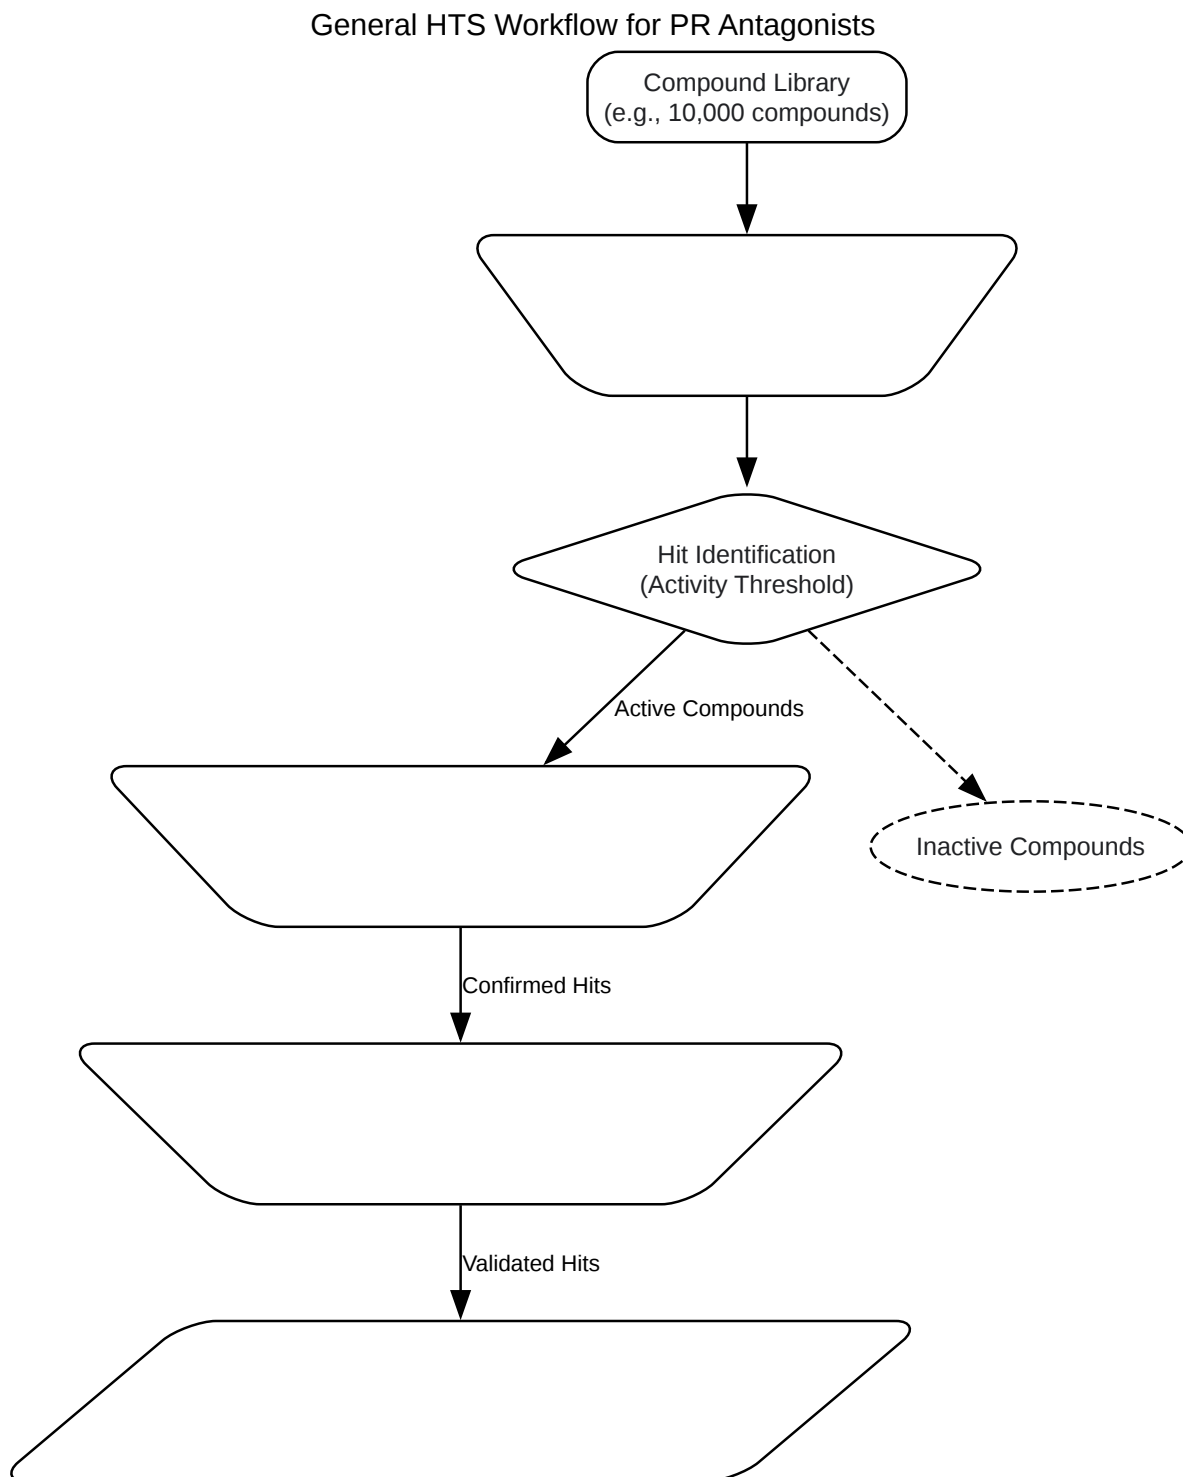 General HTS Workflow for PR Antagonists
Compound Library
(e.g., 10,000 compounds)
Hit Identification
(Activity Threshold)
Active Compounds
Inactive Compounds
Confirmed Hits
Validated Hits